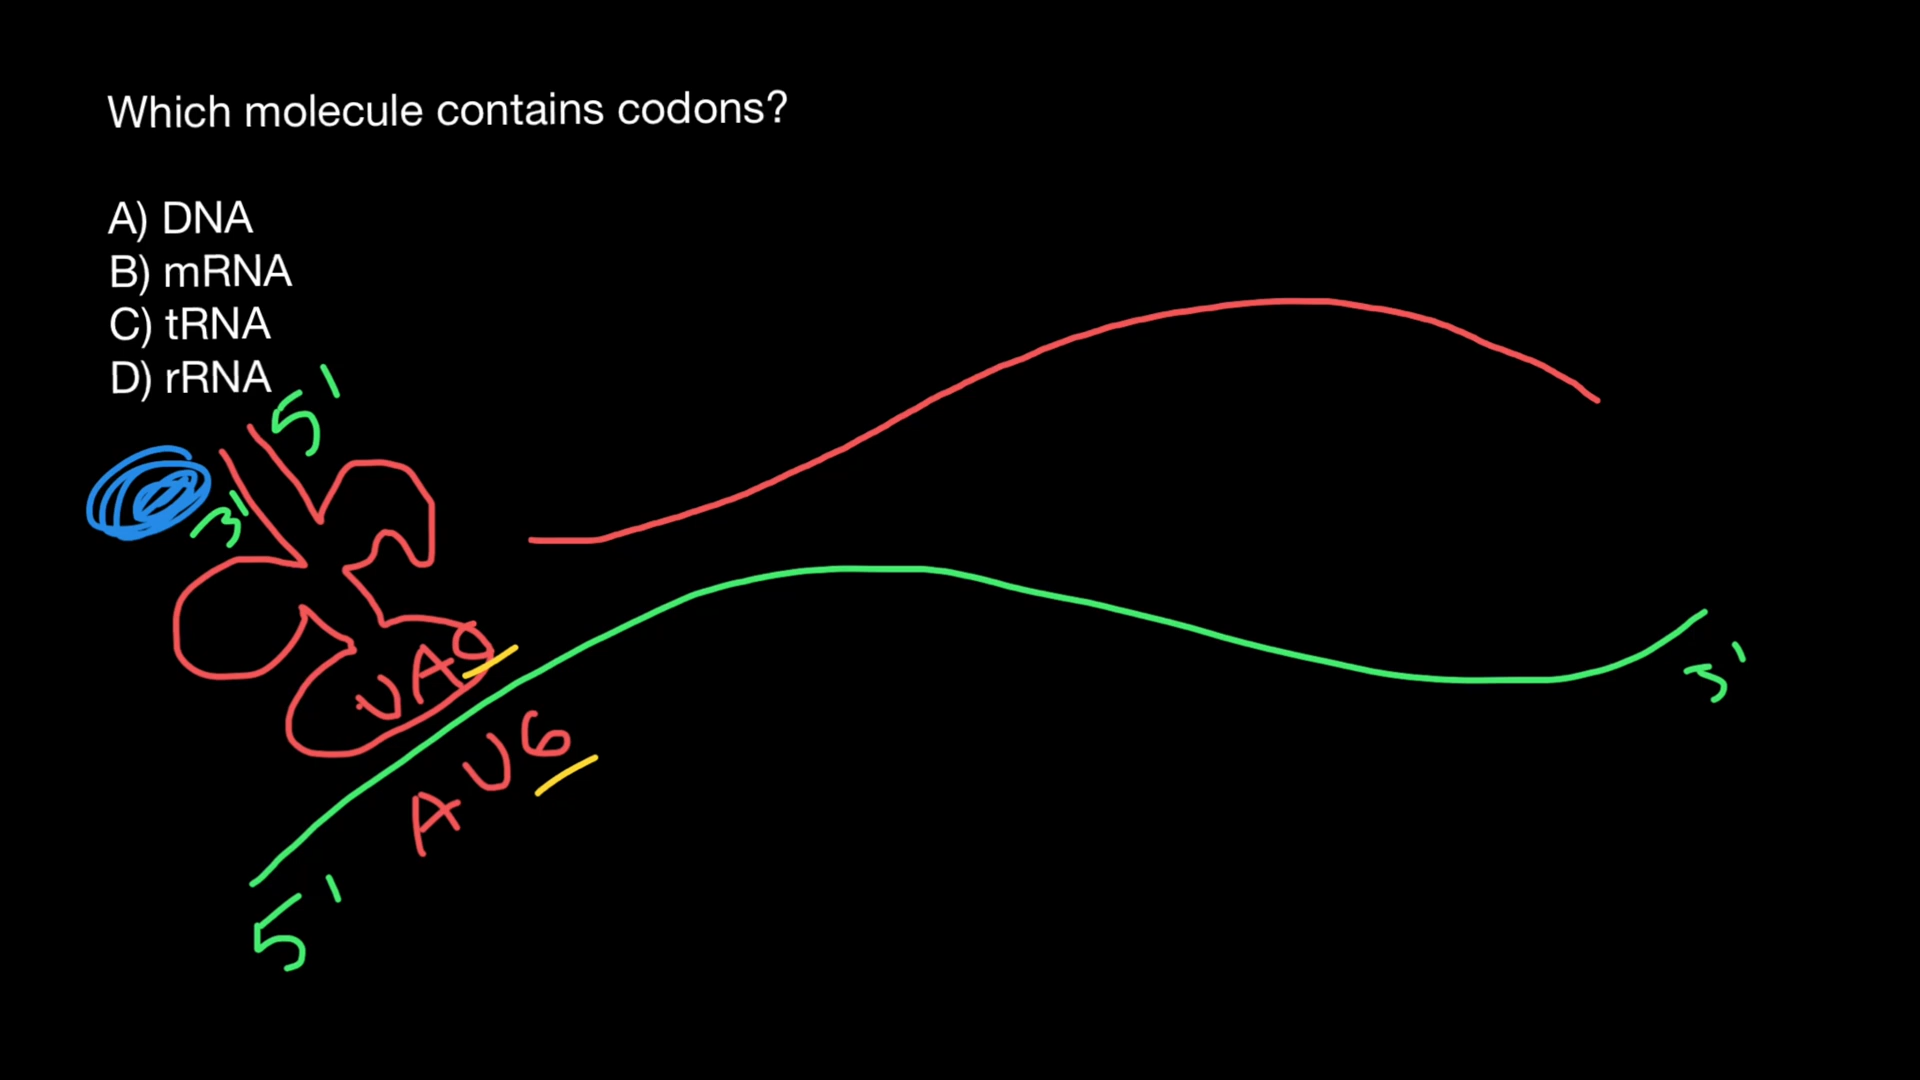 Which molecule contains codons?
A) DNA
B) mRNA
C) tRNA
D) rRNA
5'
3'
UAC
AUG
3'
5'